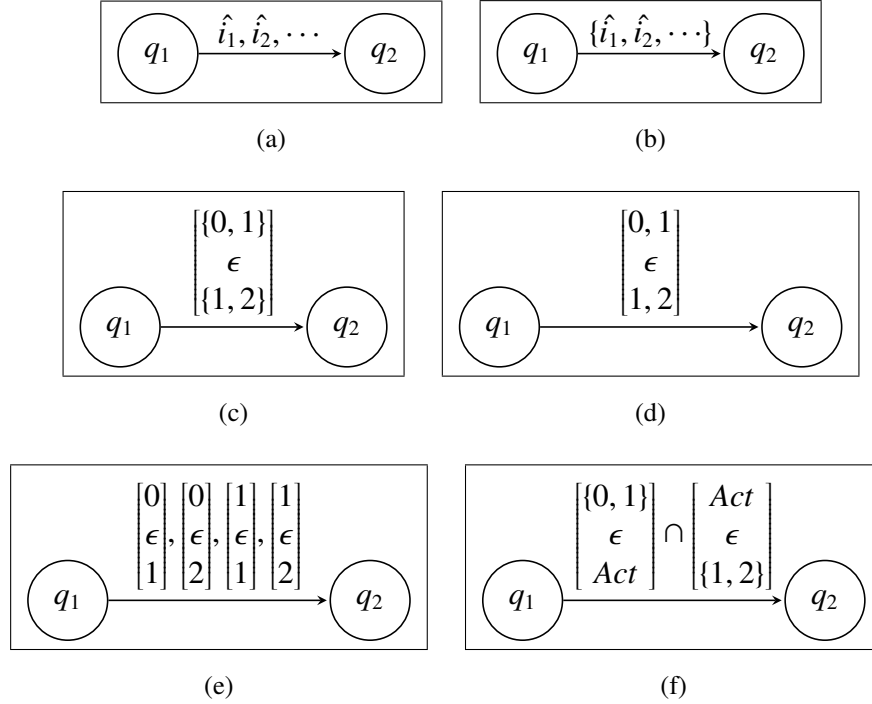 q₁ î₁, î₂, ⋯ q₂
(a)
q₁ {î₁, î₂, ⋯} q₂
(b)
[{0, 1}
ϵ
{1, 2}]
q₁ q₂
(c)
[0, 1
ϵ
1, 2]
q₁ q₂
(d)
[0 ϵ 1], [0 ϵ 2], [1 ϵ 1], [1 ϵ 2]
q₁ q₂
(e)
[{0, 1} ϵ Act] ∩ [Act ϵ {1, 2}]
q₁ q₂
(f)